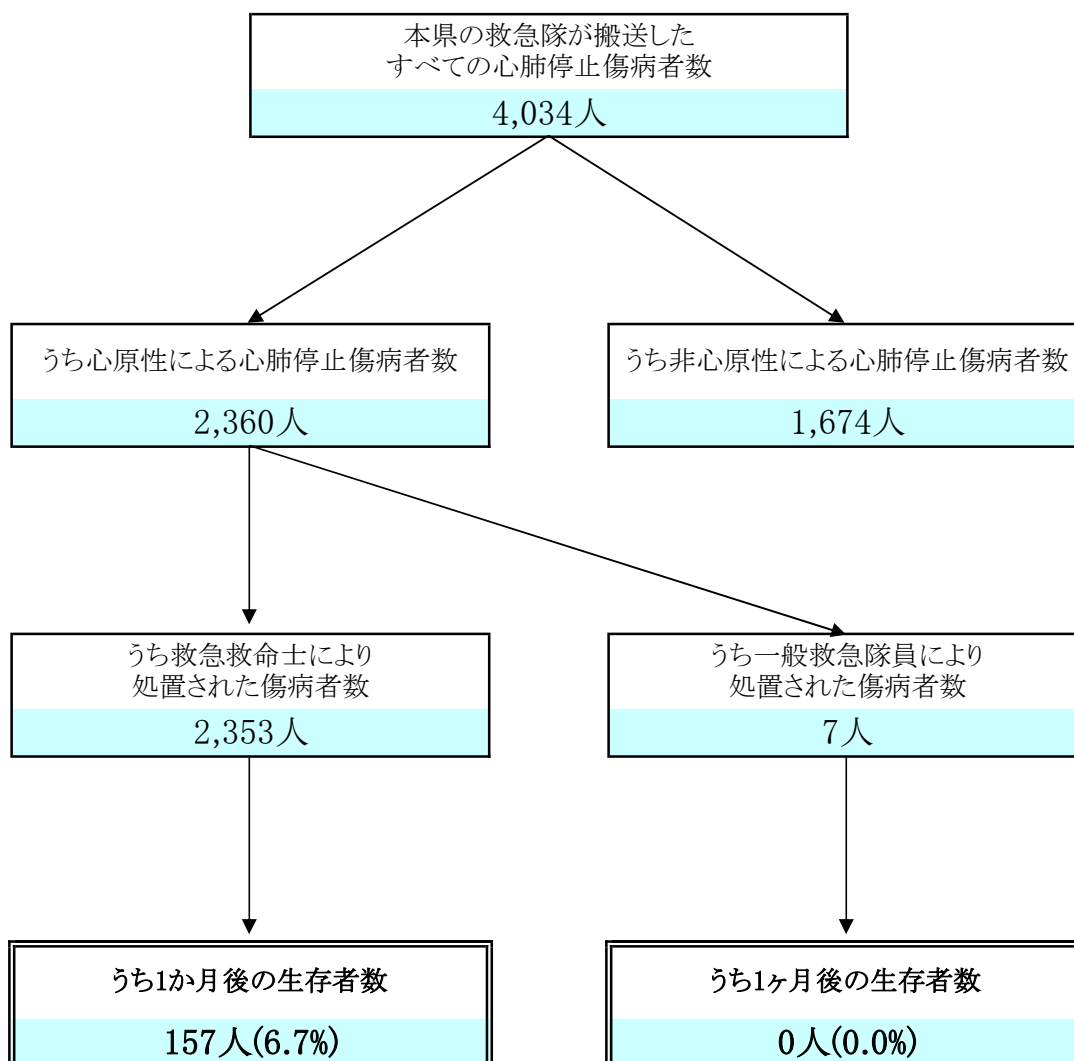 本県の救急隊が搬送した
すべての心肺停止傷病者数
4,034人
うち心原性による心肺停止傷病者数
2,360人
うち非心原性による心肺停止傷病者数
1,674人
うち救急救命士により
処置された傷病者数
2,353人
うち一般救急隊員により
処置された傷病者数
7人
うち1か月後の生存者数
157人(6.7%)
うち1ヶ月後の生存者数
0人(0.0%)